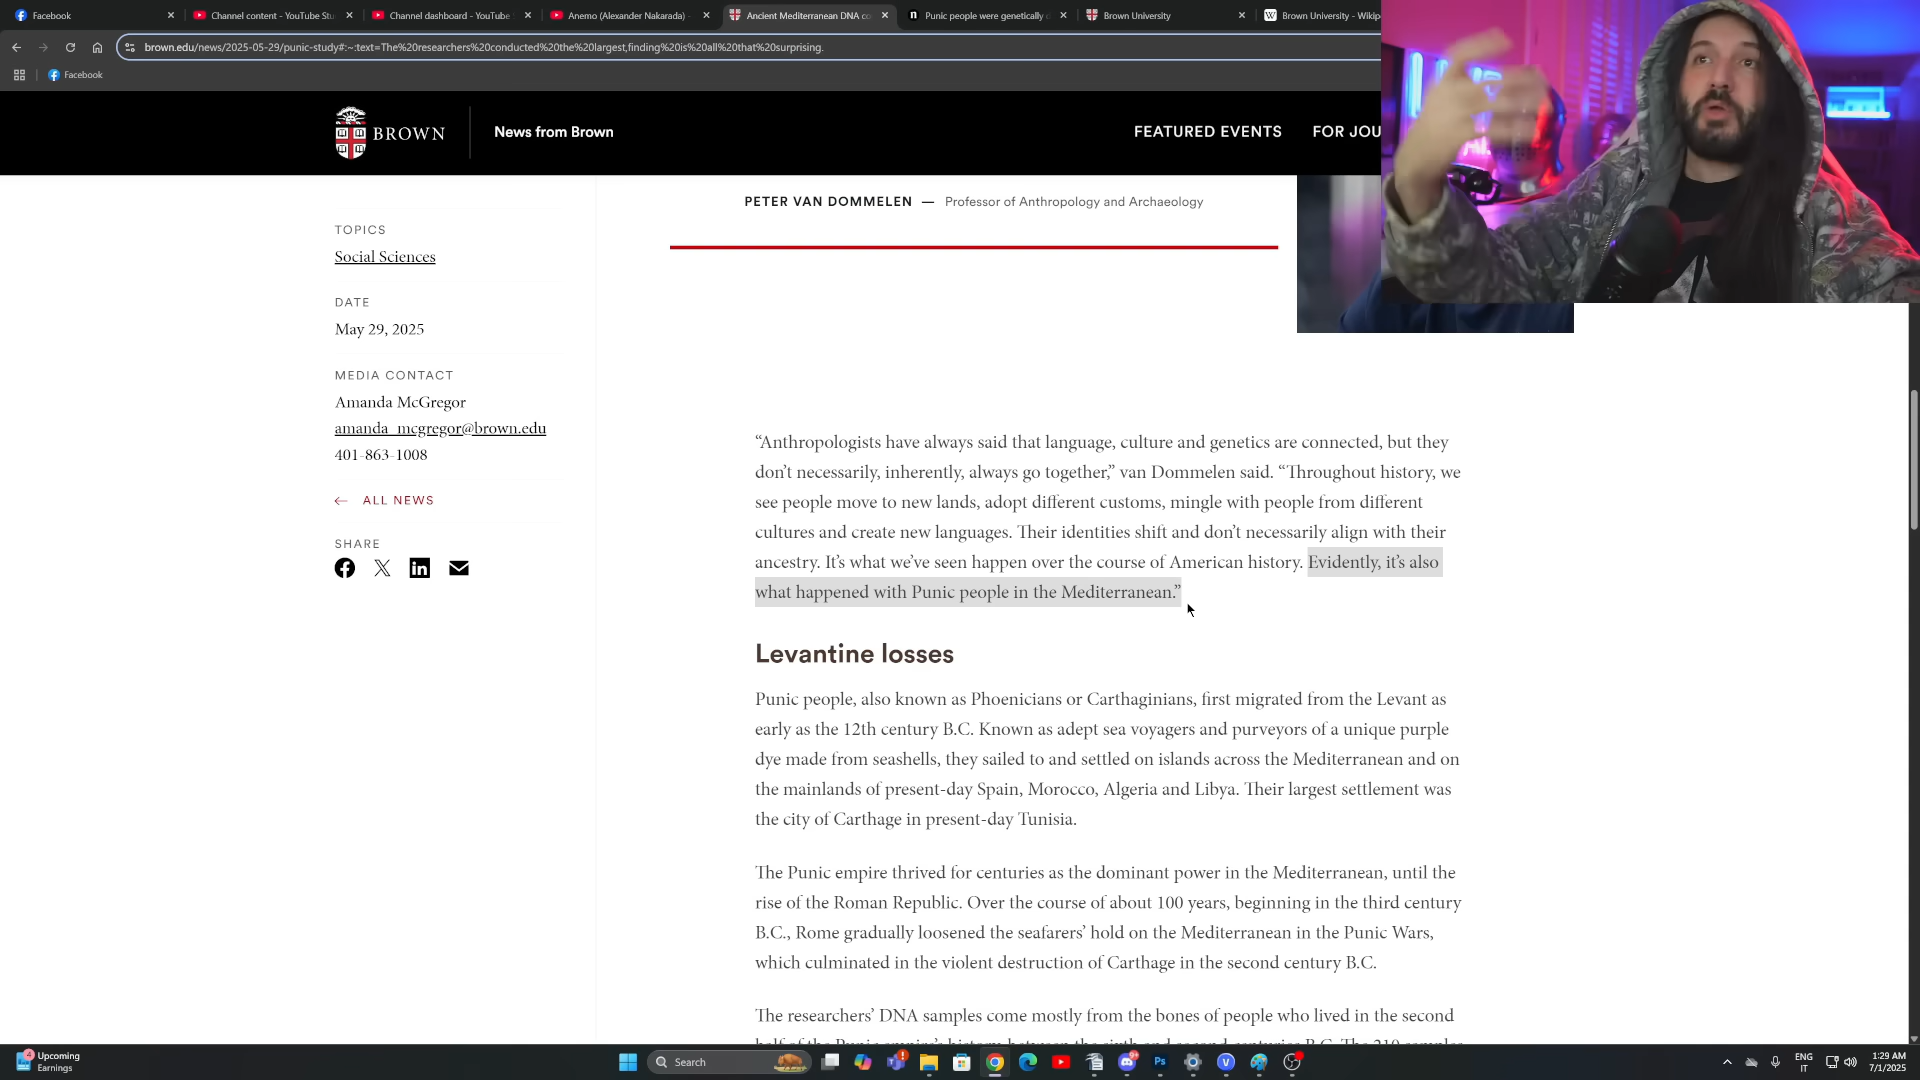 Facebook
Channel content - YouTube Stu
Channel dashboard - YouTube
Anemo (Alexander Nakarada) -
Ancient Mediterranean DNA co
Punic people were genetically d
Brown University
Brown University - Wikip
brown.edu/news/2025-05-29/punic-study#:~:text=The%20researchers%20conducted%20the%20largest,finding%20is%20all%20that%20surprising.
Facebook
BROWN
News from Brown
FEATURED EVENTS
FOR JOU
PETER VAN DOMMELEN — Professor of Anthropology and Archaeology
TOPICS
Social Sciences
DATE
May 29, 2025
MEDIA CONTACT
Amanda McGregor
amanda_mcgregor@brown.edu
401-863-1008
← ALL NEWS
SHARE
“Anthropologists have always said that language, culture and genetics are connected, but they
don’t necessarily, inherently, always go together,” van Dommelen said. “Throughout history, we
see people move to new lands, adopt different customs, mingle with people from different
cultures and create new languages. Their identities shift and don’t necessarily align with their
ancestry. It’s what we’ve seen happen over the course of American history. Evidently, it’s also
what happened with Punic people in the Mediterranean.”
Levantine losses
Punic people, also known as Phoenicians or Carthaginians, first migrated from the Levant as
early as the 12th century B.C. Known as adept sea voyagers and purveyors of a unique purple
dye made from seashells, they sailed to and settled on islands across the Mediterranean and on
the mainlands of present-day Spain, Morocco, Algeria and Libya. Their largest settlement was
the city of Carthage in present-day Tunisia.
The Punic empire thrived for centuries as the dominant power in the Mediterranean, until the
rise of the Roman Republic. Over the course of about 100 years, beginning in the third century
B.C., Rome gradually loosened the seafarers’ hold on the Mediterranean in the Punic Wars,
which culminated in the violent destruction of Carthage in the second century B.C.
The researchers’ DNA samples come mostly from the bones of people who lived in the second
half of the Punic empire’s history, between the sixth and second centuries B.C. The 210 samples
Upcoming
Earnings
Search
ENG
IT
1:29 AM
7/1/2025